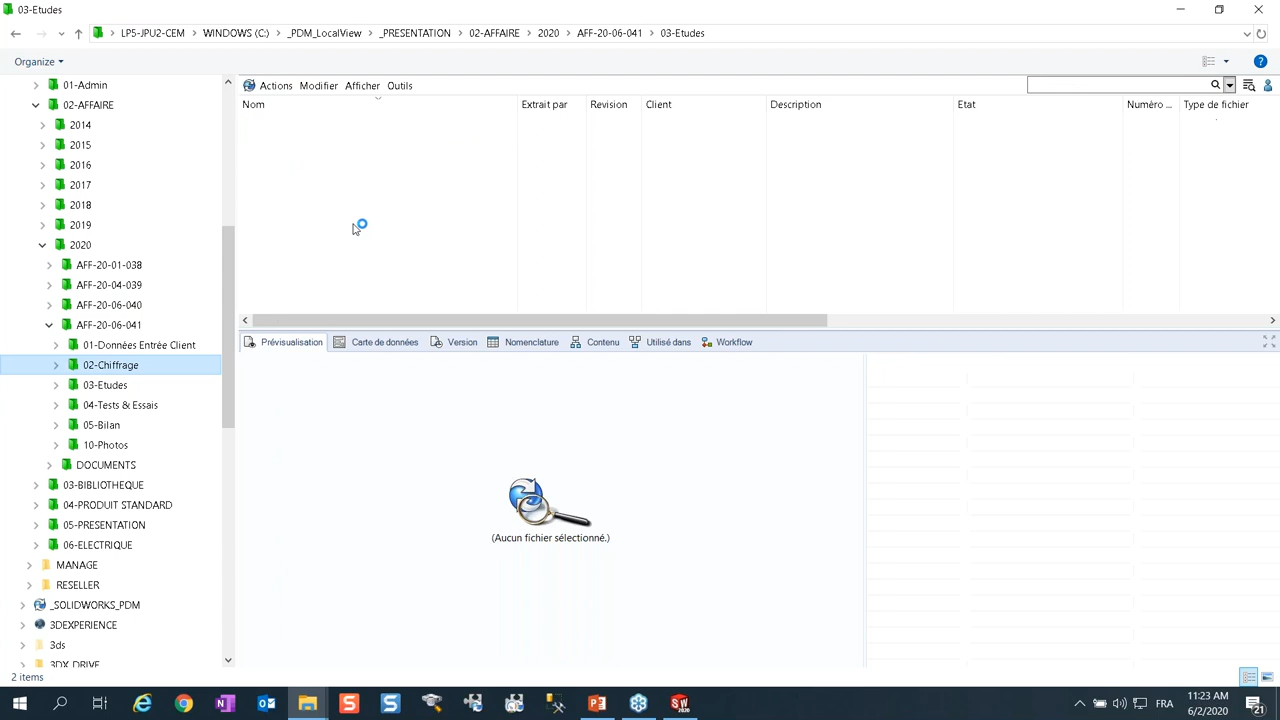 03-Etudes
LP5-JPU2-CEM > WINDOWS (C:) > _PDM_LocalView > _PRESENTATION > 02-AFFAIRE > 2020 > AFF-20-06-041 > 03-Etudes
Organize
01-Admin
02-AFFAIRE
2014
2015
2016
2017
2018
2019
2020
AFF-20-01-038
AFF-20-04-039
AFF-20-06-040
AFF-20-06-041
01-Données Entrée Client
02-Chiffrage
03-Etudes
04-Tests & Essais
05-Bilan
10-Photos
DOCUMENTS
03-BIBLIOTHEQUE
04-PRODUIT STANDARD
05-PRESENTATION
06-ELECTRIQUE
MANAGE
RESELLER
_SOLIDWORKS_PDM
3DEXPERIENCE
3ds
3DX DRIVE
Actions Modifier Afficher Outils
Nom Extrait par Revision Client Description Etat Numéro ... Type de fichier
Prévisualisation Carte de données Version Nomenclature Contenu Utilisé dans Workflow
(Aucun fichier sélectionné.)
2 items
FRA
11:23 AM
6/2/2020
21